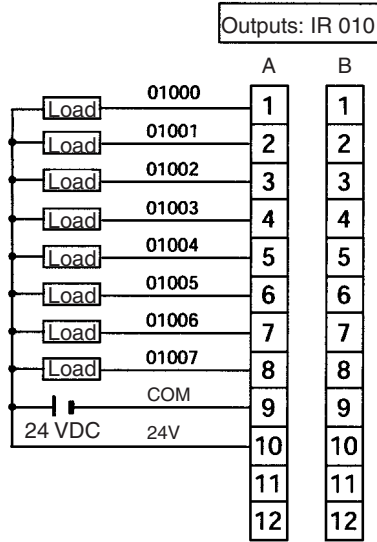 Outputs: IR 010
A B
01000
Load 1 1
01001
Load 2 2
01002
Load 3 3
01003
Load 4 4
01004
Load 5 5
01005
Load 6 6
01006
Load 7 7
01007
Load 8 8
COM
9 9
24 VDC 24V
10 10
11 11
12 12